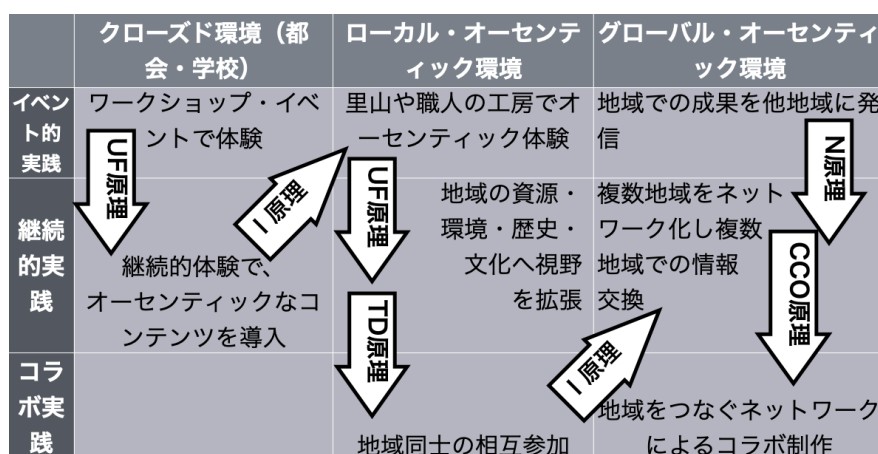 クローズド環境（都
会・学校）
ローカル・オーセンテ
ィック環境
グローバル・オーセンティ
ック環境
イベン
ト的
実践
ワークショップ・イベ
ントで体験
里山や職人の工房でオ
ーセンティック体験
地域での成果を他地域に発
信
UF原理
I 原理
UF原理
N原理
継続
的実
践
継続的体験で、
オーセンティックなコ
ンテンツを導入
地域の資源・
環境・歴史・
文化へ視野
を拡張
複数地域をネット
ワーク化し複数
地域での情報
交換
TD原理
I 原理
CCO原理
コラ
ボ実
践
地域同士の相互参加
地域をつなぐネットワーク
によるコラボ制作